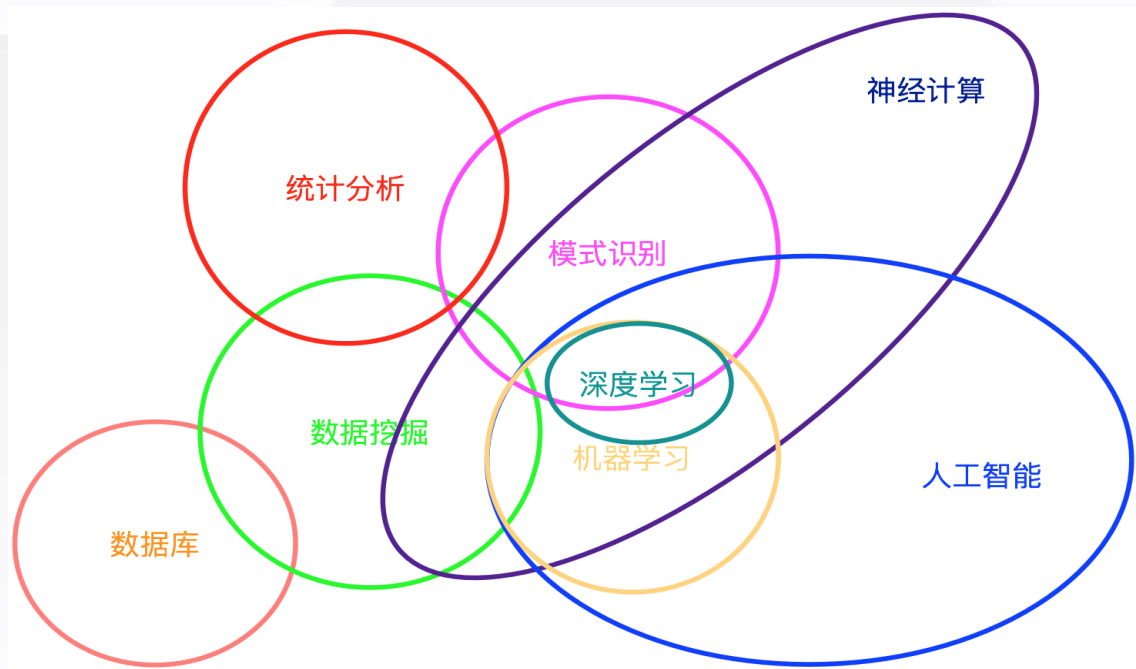 神经计算
统计分析
模式识别
深度学习
数据挖掘
机器学习
人工智能
数据库